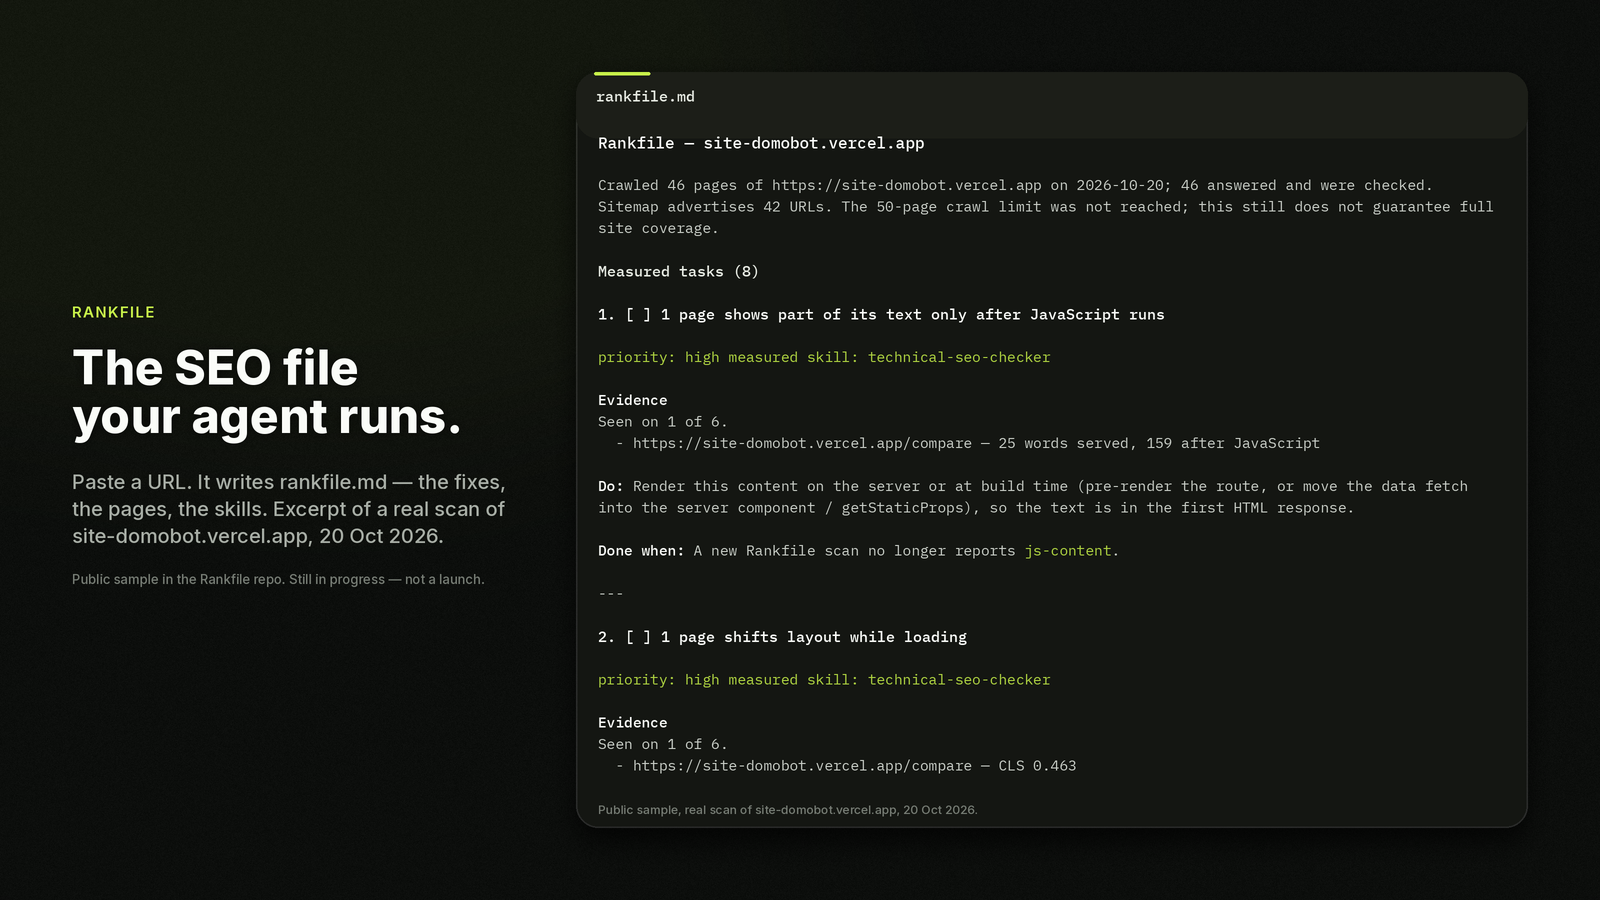 RANKFILE
The SEO file
your agent runs.
Paste a URL. It writes rankfile.md — the fixes,
the pages, the skills. Excerpt of a real scan of
site-domobot.vercel.app, 20 Oct 2026.
Public sample in the Rankfile repo. Still in progress — not a launch.
rankfile.md
Rankfile — site-domobot.vercel.app
Crawled 46 pages of https://site-domobot.vercel.app on 2026-10-20; 46 answered and were checked.
Sitemap advertises 42 URLs. The 50-page crawl limit was not reached; this still does not guarantee full
site coverage.
Measured tasks (8)
1. [ ] 1 page shows part of its text only after JavaScript runs
priority: high measured skill: technical-seo-checker
Evidence
Seen on 1 of 6.
- https://site-domobot.vercel.app/compare — 25 words served, 159 after JavaScript
Do: Render this content on the server or at build time (pre-render the route, or move the data fetch
into the server component / getStaticProps), so the text is in the first HTML response.
Done when: A new Rankfile scan no longer reports js-content.
---
2. [ ] 1 page shifts layout while loading
priority: high measured skill: technical-seo-checker
Evidence
Seen on 1 of 6.
- https://site-domobot.vercel.app/compare — CLS 0.463
Public sample, real scan of site-domobot.vercel.app, 20 Oct 2026.